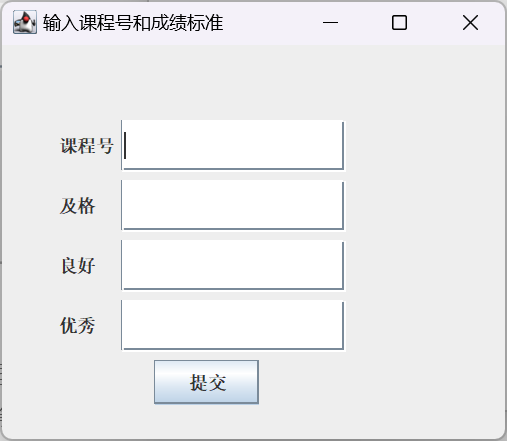 输入课程号和成绩标准
课程号
及格
良好
优秀
提交